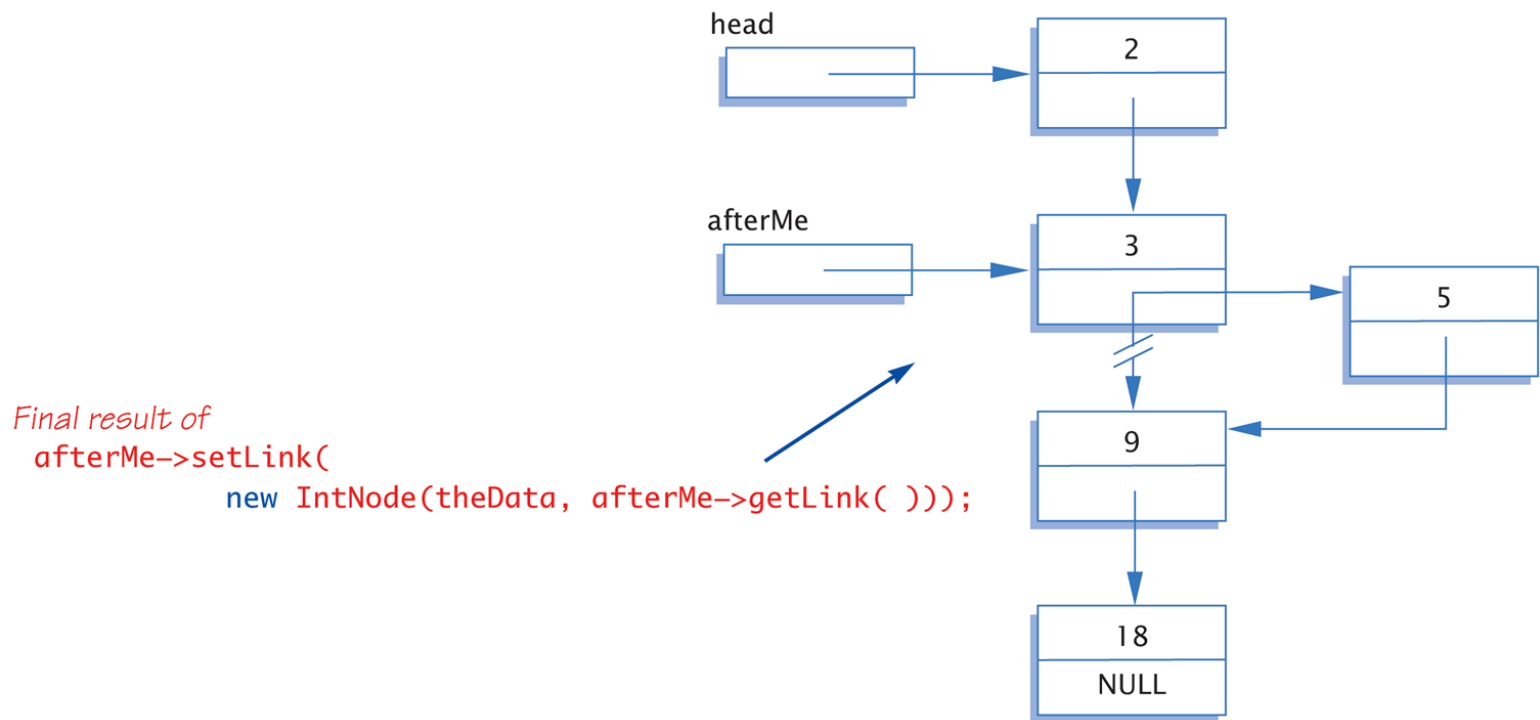 head
2
afterMe
3
5
Final result of
afterMe->setLink(
9
new IntNode(theData, afterMe->getLink( )));
18
NULL